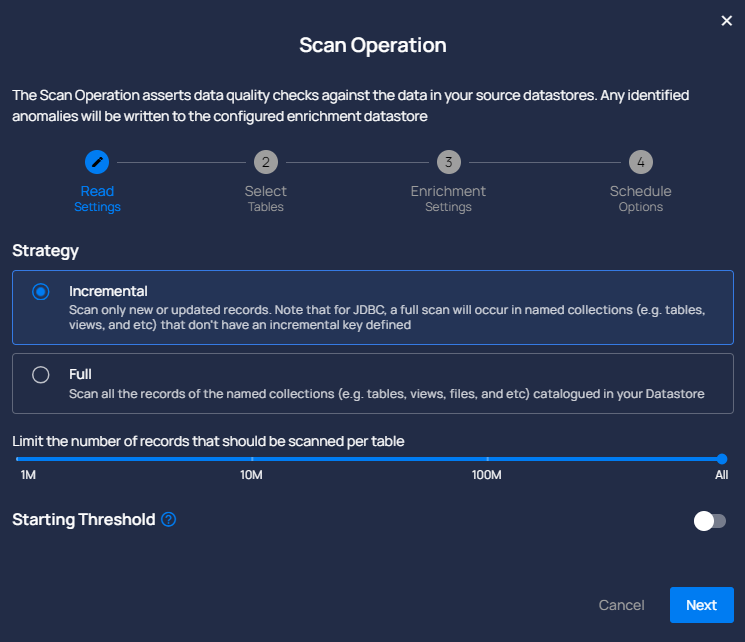 Scan Operation
The Scan Operation asserts data quality checks against the data in your source datastores. Any identified
anomalies will be written to the configured enrichment datastore
2 3 4
Read Select Enrichment Schedule
Settings Tables Settings Options
Strategy
Incremental
Scan only new or updated records. Note that for JDBC, a full scan will occur in named collections (e.g. tables,
views, and etc) that don't have an incremental key defined
Full
Scan all the records of the named collections (e.g. tables, views, files, and etc) catalogued in your Datastore
Limit the number of records that should be scanned per table
1M 10M 100M All
Starting Threshold ?
Cancel Next